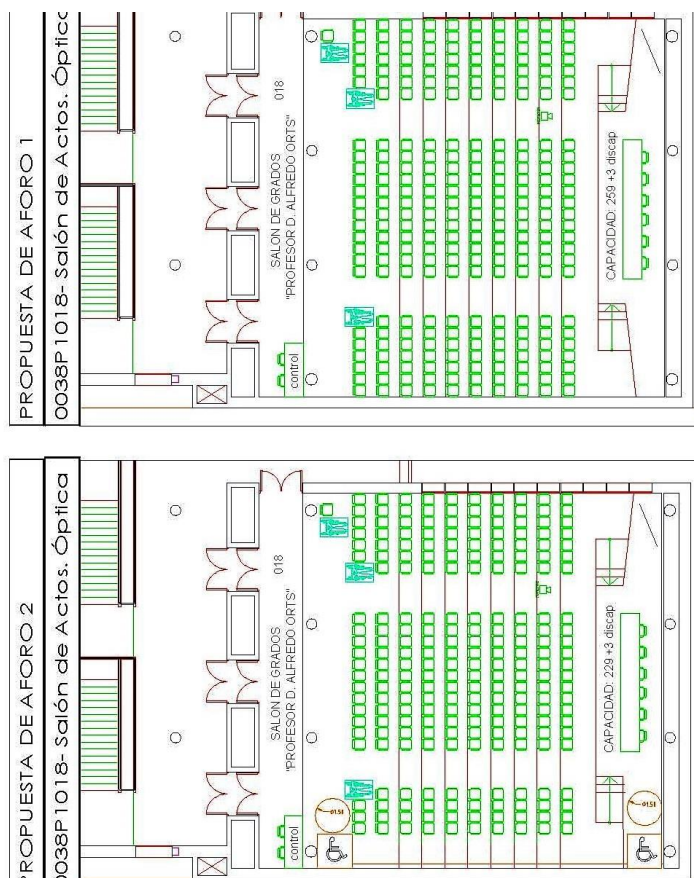 PROPUESTA DE AFORO 1
0038P1018- Salón de Actos. Óptica
018
SALON DE GRADOS
"PROFESOR D. ALFREDO ORTS"
control
CAPACIDAD: 259 +3 discap
PROPUESTA DE AFORO 2
0038P1018- Salón de Actos. Óptica
018
SALON DE GRADOS
"PROFESOR D. ALFREDO ORTS"
control
CAPACIDAD: 229 +3 discap